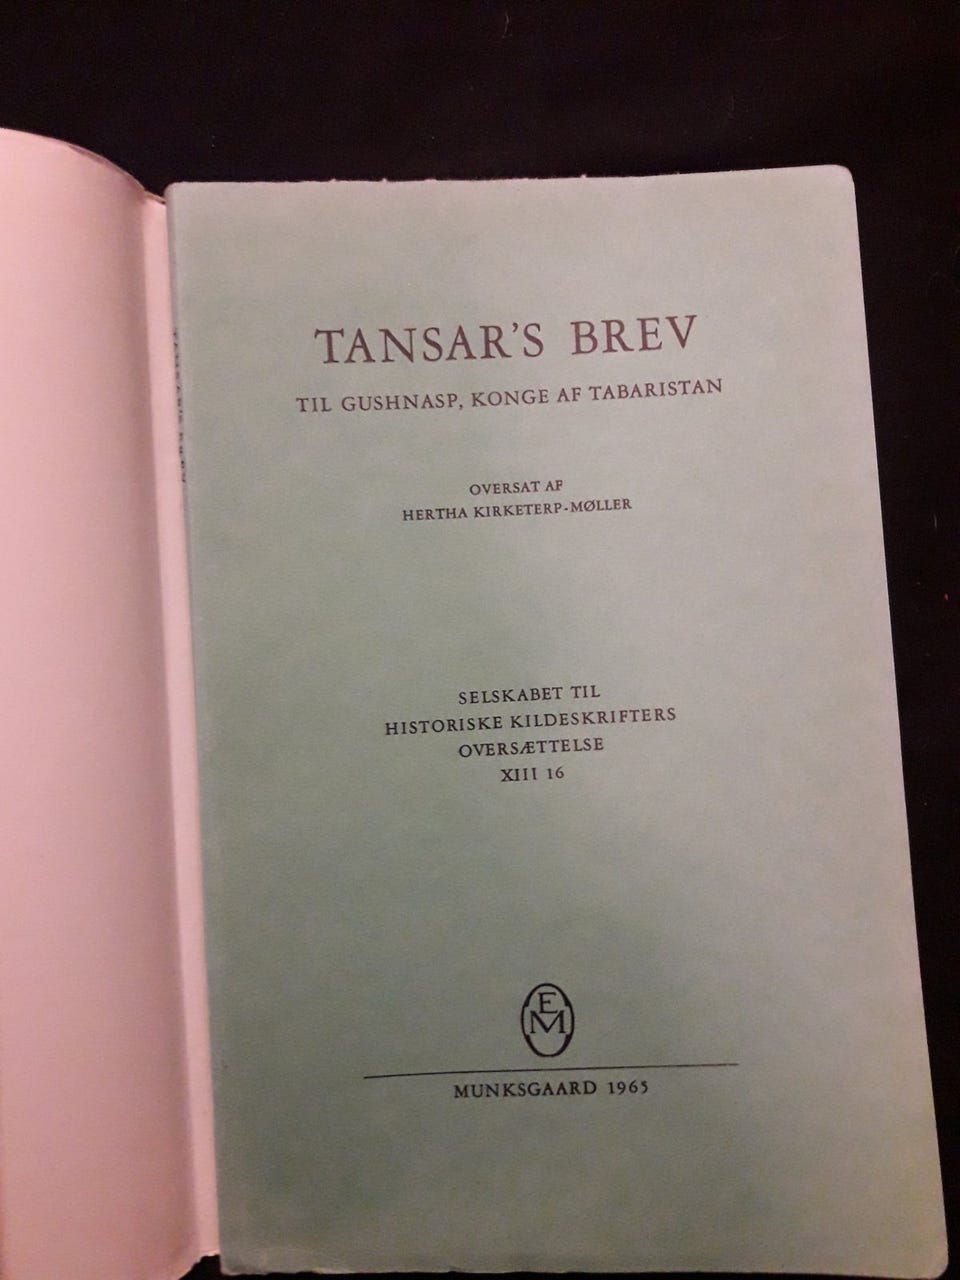 TANSAR'S BREV
TIL GUSHNASP, KONGE AF TABARISTAN
OVERSAT AF
HERTHA KIRKETERP-MØLLER
SELSKABET TIL
HISTORISKE KILDESKRIFTERS
OVERSÆTTELSE
XIII 16
EM
MUNKSGAARD 1965